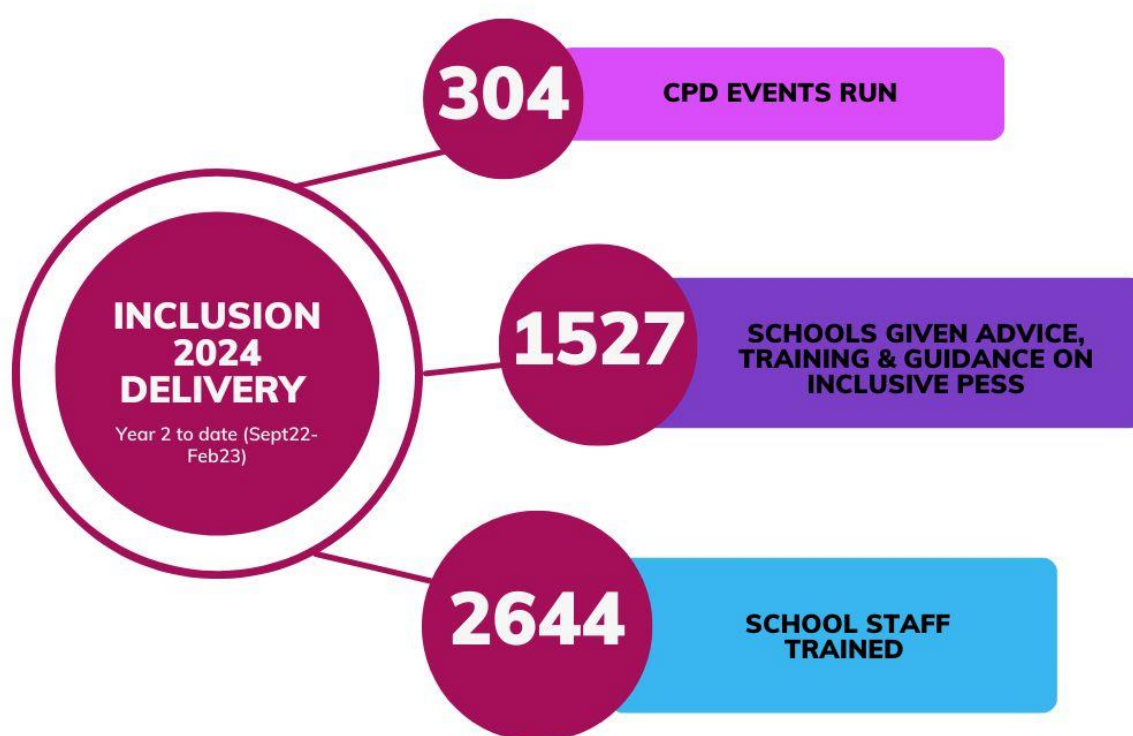 304
CPD EVENTS RUN
INCLUSION
2024
DELIVERY
Year 2 to date (Sept22-
Feb23)
1527
SCHOOLS GIVEN ADVICE,
TRAINING & GUIDANCE ON
INCLUSIVE PESS
2644
SCHOOL STAFF
TRAINED